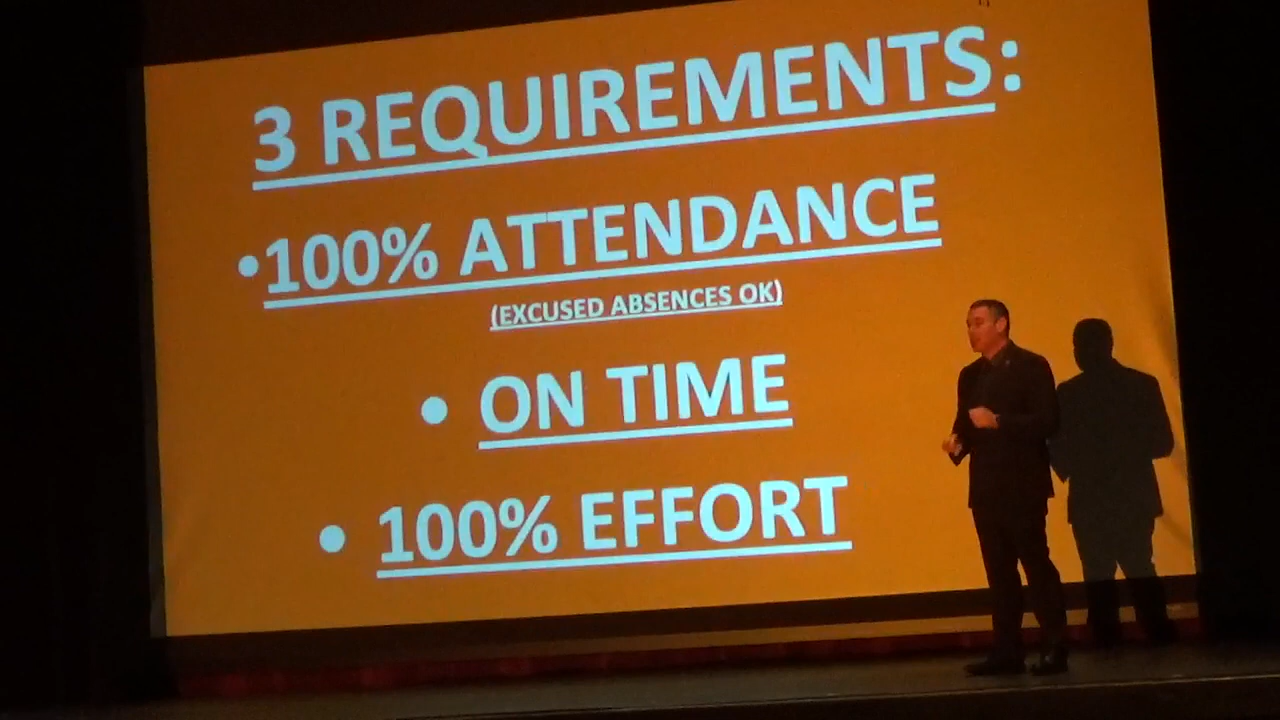 3 REQUIREMENTS:
•100% ATTENDANCE
(EXCUSED ABSENCES OK)
• ON TIME
• 100% EFFORT